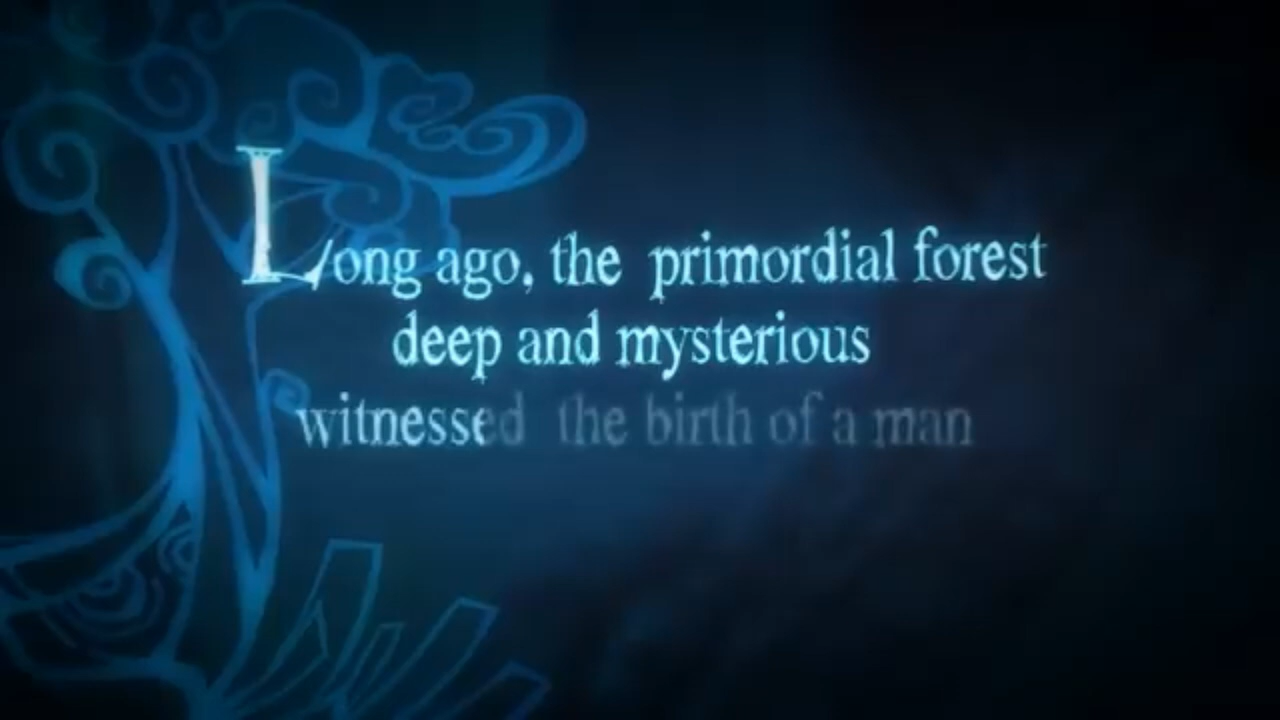 Long ago, the primordial forest
deep and mysterious
witnessed the birth of a man